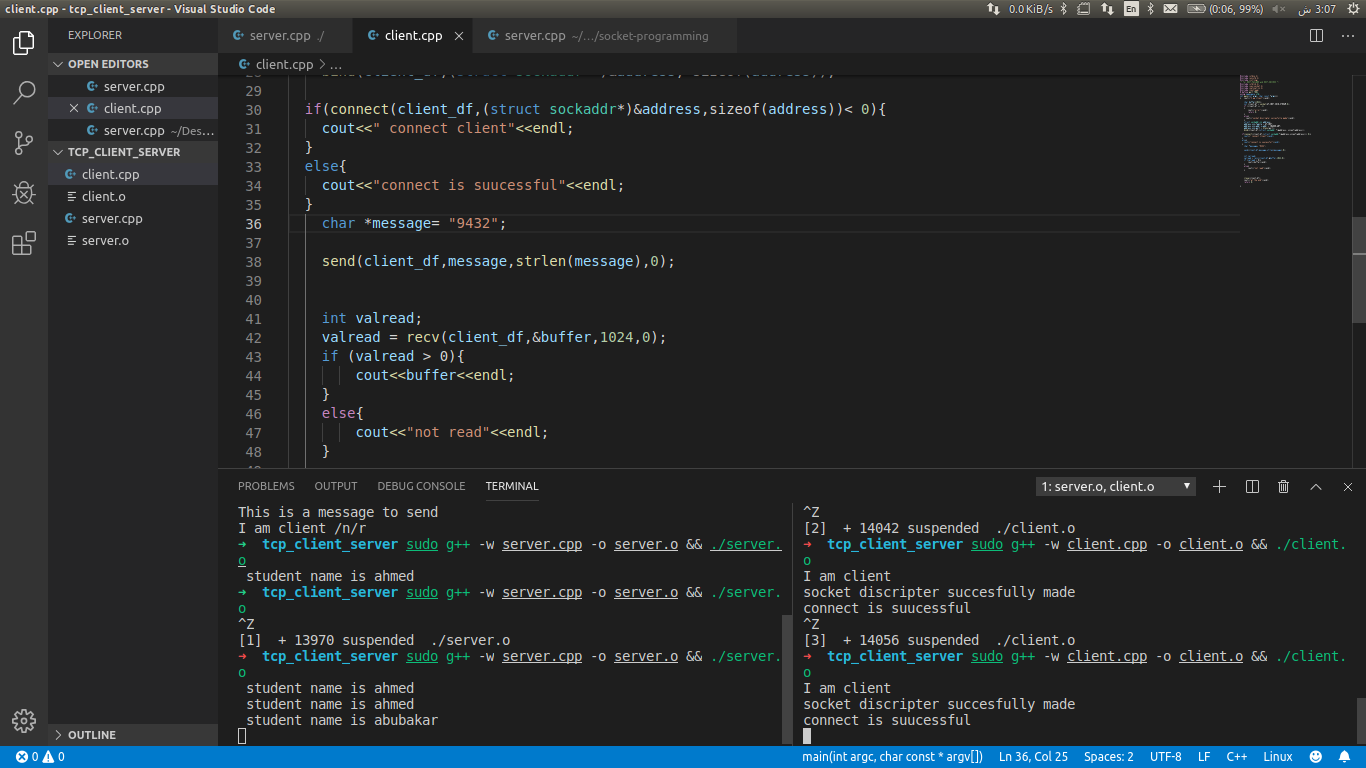 client.cpp - tcp_client_server - Visual Studio Code
0.0 KiB/s En (0:06, 99%) 3:07 ش
EXPLORER
OPEN EDITORS
server.cpp
client.cpp
server.cpp ~/Des...
TCP_CLIENT_SERVER
client.cpp
client.o
server.cpp
server.o
OUTLINE
server.cpp ./
client.cpp
server.cpp ~/.../socket-programming
client.cpp > ...
29
30 if(connect(client_df,(struct sockaddr*)&address,sizeof(address))< 0){
31 cout<<" connect client"<<endl;
32 }
33 else{
34 cout<<"connect is suucessful"<<endl;
35 }
36 char *message= "9432";
37
38 send(client_df,message,strlen(message),0);
39
40
41 int valread;
42 valread = recv(client_df,&buffer,1024,0);
43 if (valread > 0){
44 cout<<buffer<<endl;
45 }
46 else{
47 cout<<"not read"<<endl;
48 }
PROBLEMS OUTPUT DEBUG CONSOLE TERMINAL
1: server.o, client.o
This is a message to send
I am client /n/r
➜ tcp_client_server sudo g++ -w server.cpp -o server.o && ./server.
o
student name is ahmed
➜ tcp_client_server sudo g++ -w server.cpp -o server.o && ./server.
o
^Z
[1] + 13970 suspended ./server.o
➜ tcp_client_server sudo g++ -w server.cpp -o server.o && ./server.
o
student name is ahmed
student name is ahmed
student name is abubakar
^Z
[2] + 14042 suspended ./client.o
➜ tcp_client_server sudo g++ -w client.cpp -o client.o && ./client.
o
I am client
socket discripter succesfully made
connect is suucessful
^Z
[3] + 14056 suspended ./client.o
➜ tcp_client_server sudo g++ -w client.cpp -o client.o && ./client.
o
I am client
socket discripter succesfully made
connect is suucessful
0 0
main(int argc, char const * argv[]) Ln 36, Col 25 Spaces: 2 UTF-8 LF C++ Linux